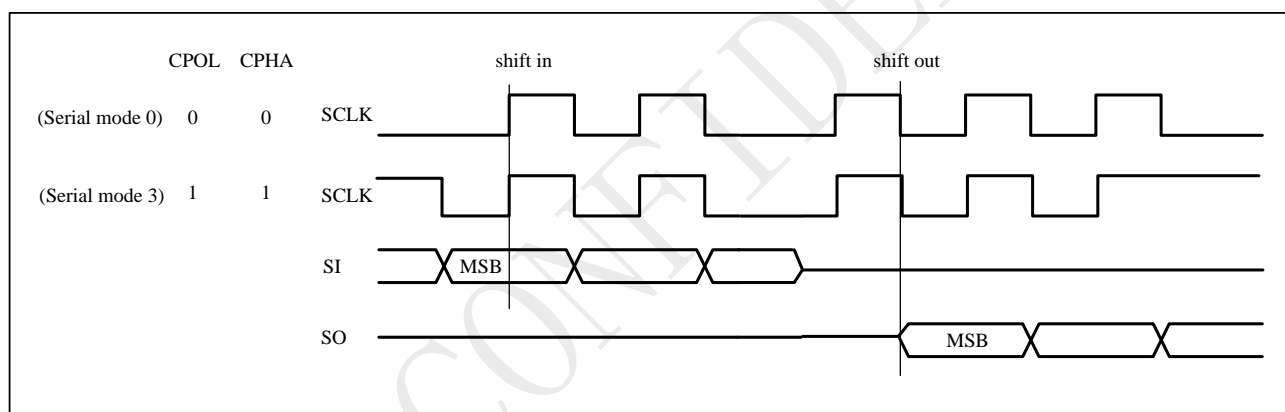 CPOL CPHA shift in shift out
(Serial mode 0) 0 0 SCLK
(Serial mode 3) 1 1 SCLK
SI MSB
SO MSB
CONFIDE